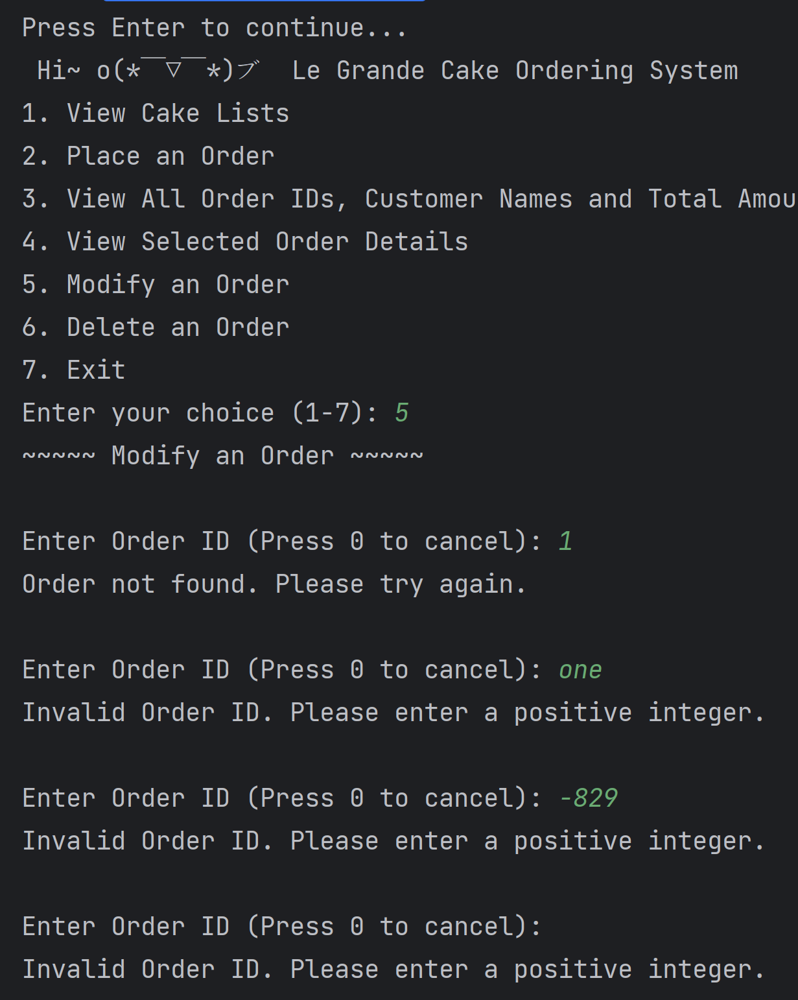 Press Enter to continue...
Hi~ o(*￣▽￣*)ブ  Le Grande Cake Ordering System
1. View Cake Lists
2. Place an Order
3. View All Order IDs, Customer Names and Total Amou
4. View Selected Order Details
5. Modify an Order
6. Delete an Order
7. Exit
Enter your choice (1-7): 5
~~~~~ Modify an Order ~~~~~
Enter Order ID (Press 0 to cancel): 1
Order not found. Please try again.
Enter Order ID (Press 0 to cancel): one
Invalid Order ID. Please enter a positive integer.
Enter Order ID (Press 0 to cancel): -829
Invalid Order ID. Please enter a positive integer.
Enter Order ID (Press 0 to cancel):
Invalid Order ID. Please enter a positive integer.